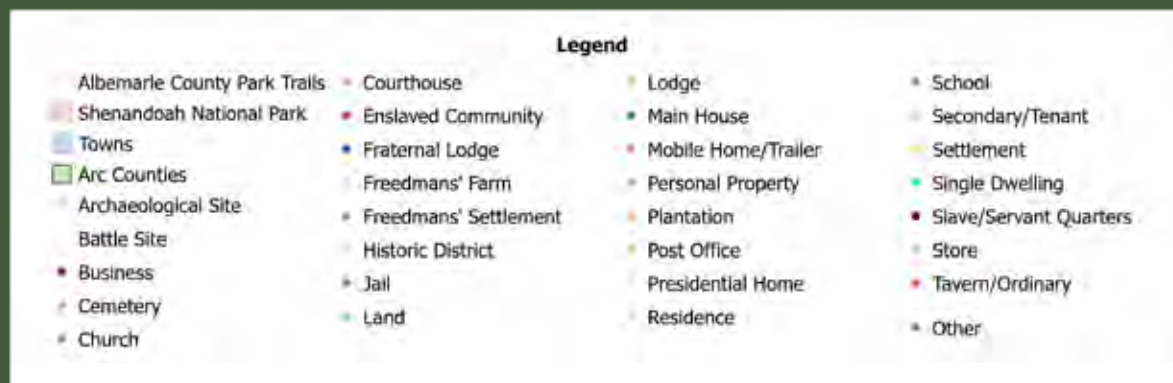 Legend
Albemarle County Park Trails
Shenandoah National Park
Towns
Arc Counties
Archaeological Site
Battle Site
Business
Cemetery
Church
Courthouse
Enslaved Community
Fraternal Lodge
Freedmans' Farm
Freedmans' Settlement
Historic District
Jail
Land
Lodge
Main House
Mobile Home/Trailer
Personal Property
Plantation
Post Office
Presidential Home
Residence
School
Secondary/Tenant
Settlement
Single Dwelling
Slave/Servant Quarters
Store
Tavern/Ordinary
Other